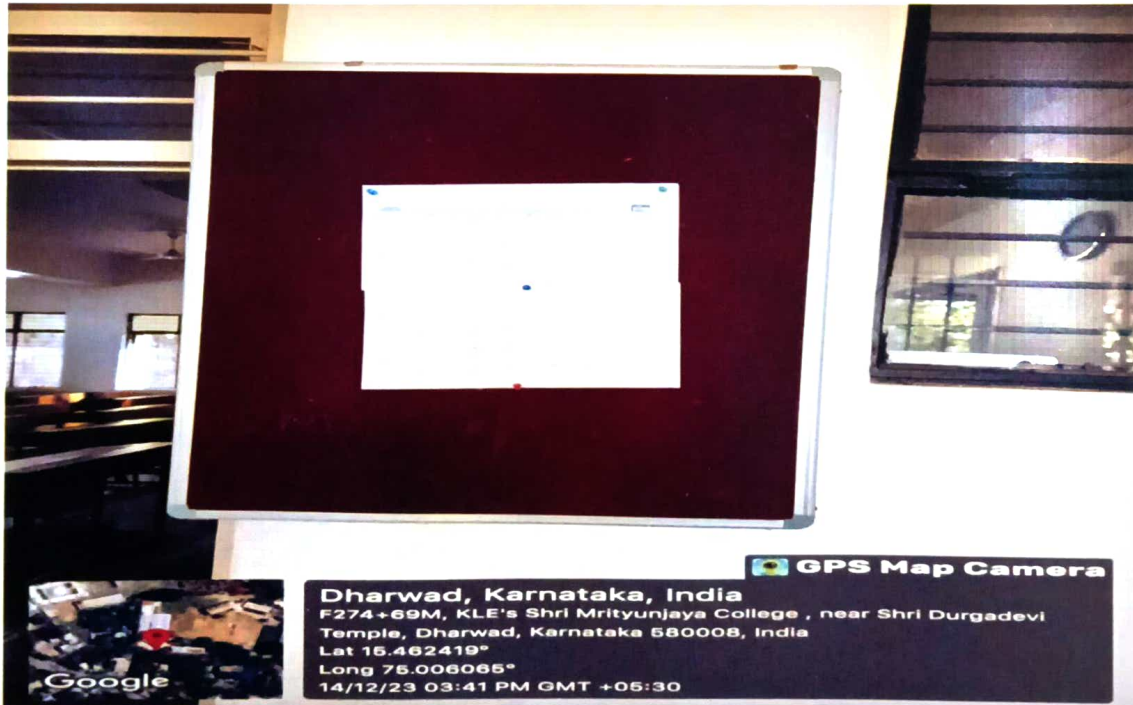 GPS Map Camera
Dharwad, Karnataka, India
F274+69M, KLE's Shri Mrityunjaya College , near Shri Durgadevi
Temple, Dharwad, Karnataka 580008, India
Lat 15.462419°
Long 75.006065°
14/12/23 03:41 PM GMT +05:30
Google